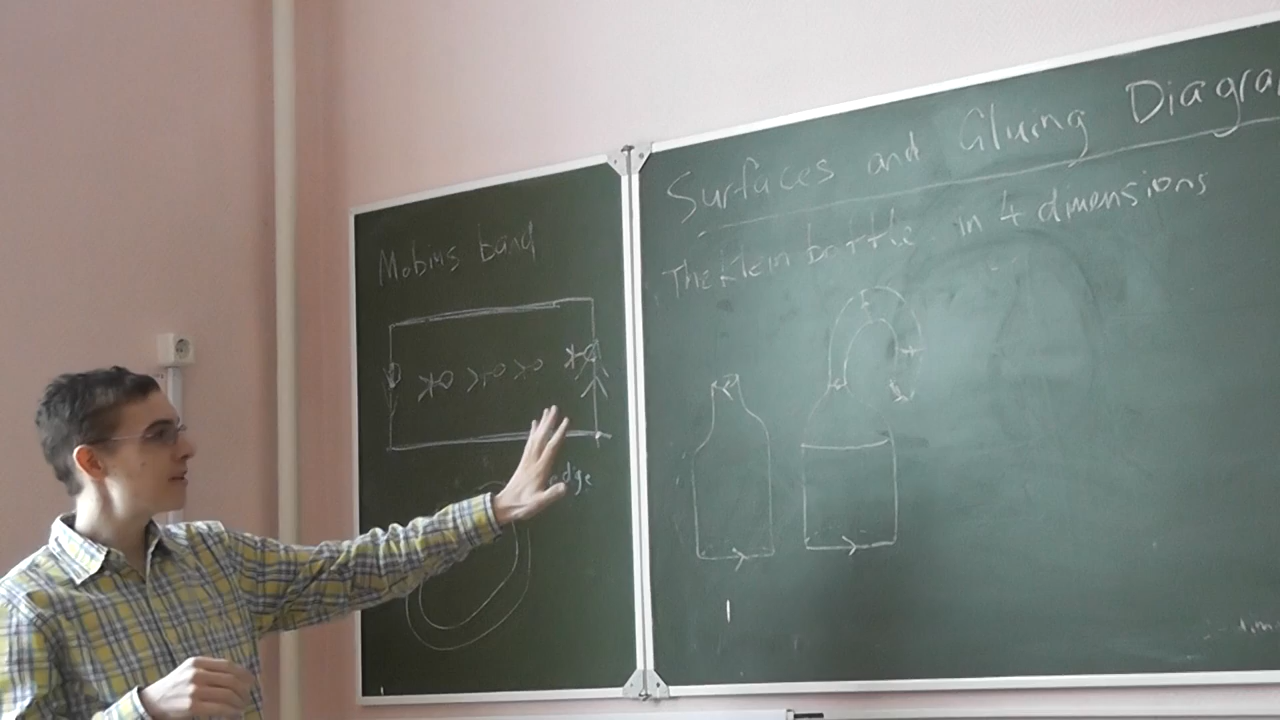 Mobius band
edge
Surfaces and Gluing Diagra
The Klein bottle in 4 dimensions